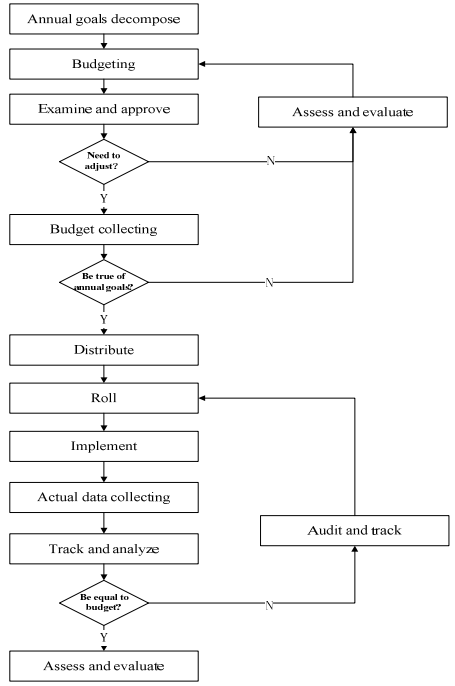 Annual goals decompose
Budgeting
Examine and approve
Assess and evaluate
Need to
adjust?
N
Y
Budget collecting
Be true of
annual goals?
N
Y
Distribute
Roll
Implement
Actual data collecting
Audit and track
Track and analyze
Be equal to
budget?
N
Y
Assess and evaluate